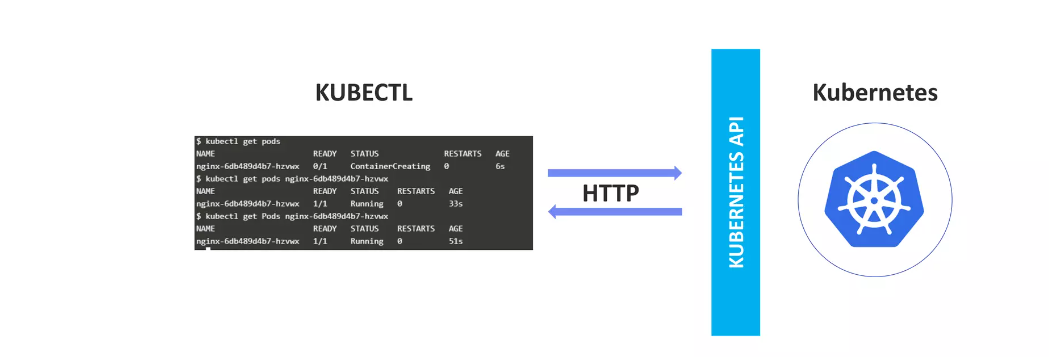 KUBECTL
$ kubectl get pods
NAME READY STATUS RESTARTS AGE
nginx-6db489d4b7-hzvwx 0/1 ContainerCreating 0 6s
$ kubectl get pods nginx-6db489d4b7-hzvwx
NAME READY STATUS RESTARTS AGE
nginx-6db489d4b7-hzvwx 1/1 Running 0 33s
$ kubectl get Pods nginx-6db489d4b7-hzvwx
NAME READY STATUS RESTARTS AGE
nginx-6db489d4b7-hzvwx 1/1 Running 0 51s
HTTP
KUBERNETES API
Kubernetes